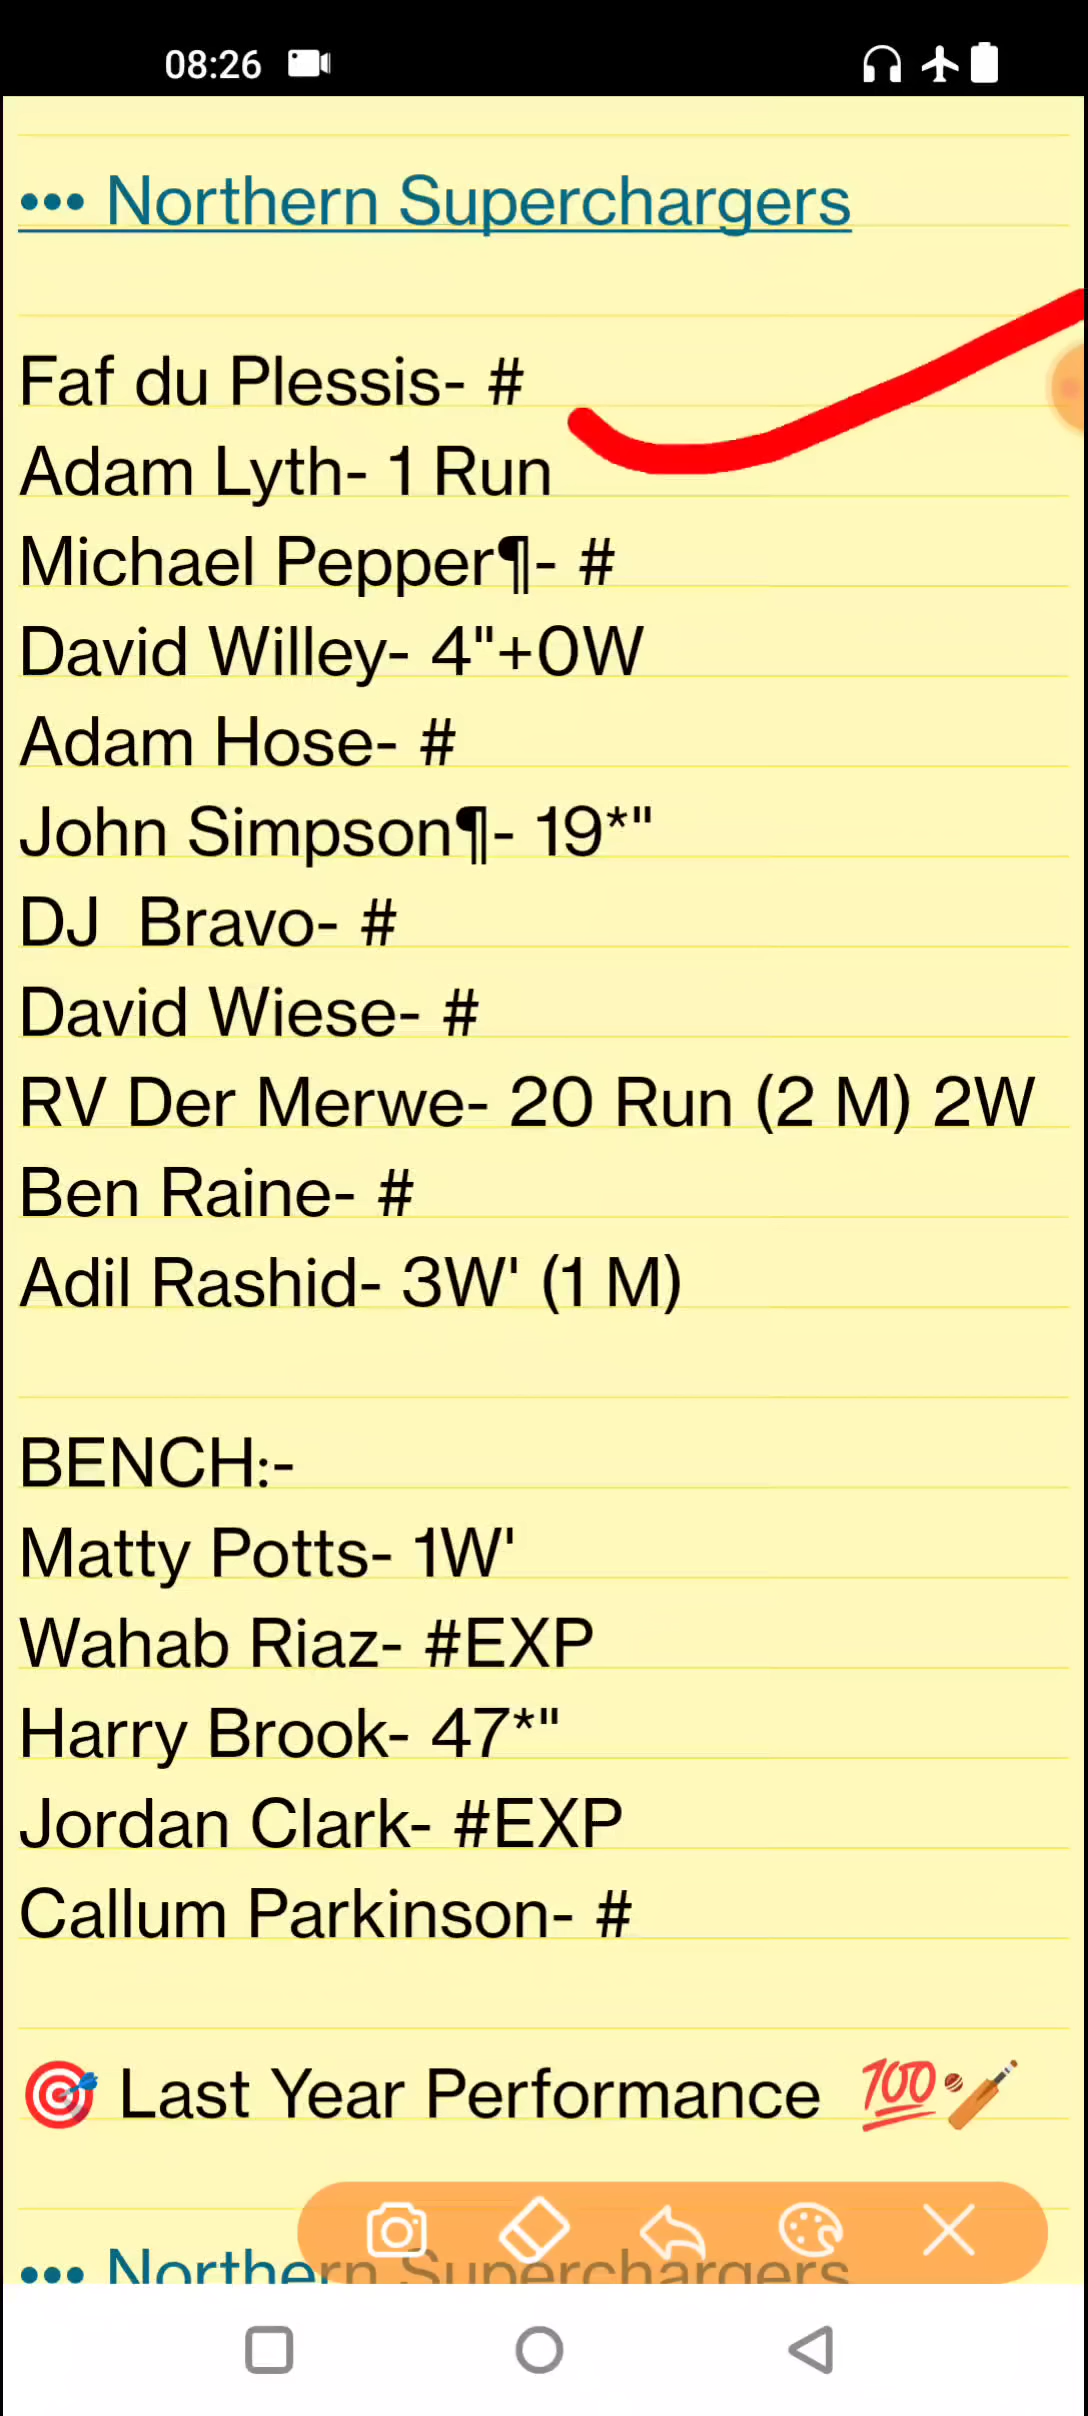 08:26
••• Northern Superchargers
Faf du Plessis- #
Adam Lyth- 1 Run
Michael Pepper¶- #
David Willey- 4"+0W
Adam Hose- #
John Simpson¶- 19*"
DJ  Bravo- #
David Wiese- #
RV Der Merwe- 20 Run (2 M) 2W
Ben Raine- #
Adil Rashid- 3W' (1 M)
BENCH:-
Matty Potts- 1W'
Wahab Riaz- #EXP
Harry Brook- 47*"
Jordan Clark- #EXP
Callum Parkinson- #
🎯 Last Year Performance 💯🏏
••• Northern Superchargers